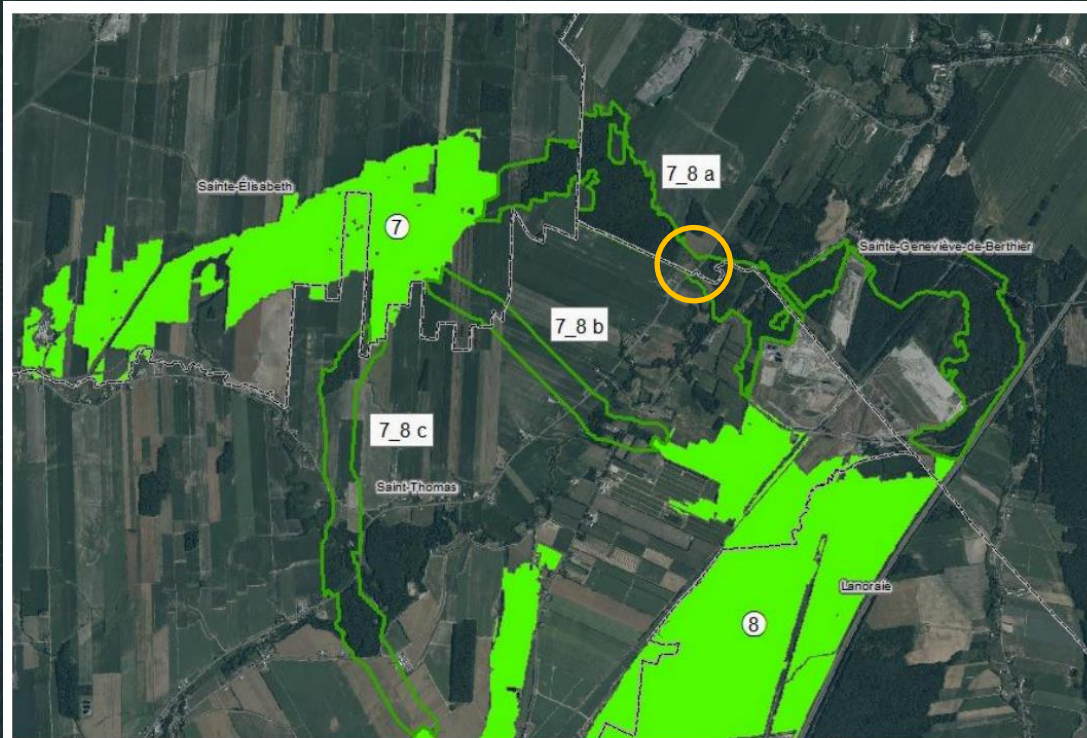 7_8 a
Sainte-Élisabeth
7
Sainte-Geneviève-de-Berthier
7_8 b
7_8 c
Saint-Thomas
Lanoraie
8